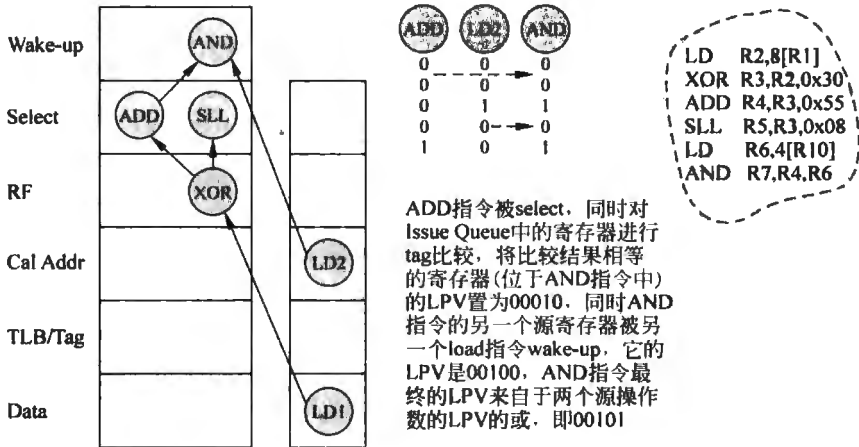 Wake-up
AND
Select
ADD
SLL
RF
XOR
Cal Addr
LD2
TLB/Tag
Data
LD1
ADD LD2 AND
0 0 0
0 0 0
0 1 1
0 0 0
1 0 1
LD R2,8[R1]
XOR R3,R2,0x30
ADD R4,R3,0x55
SLL R5,R3,0x08
LD R6,4[R10]
AND R7,R4,R6
ADD指令被select，同时对
Issue Queue中的寄存器进行
tag比较，将比较结果相等
的寄存器(位于AND指令中)
的LPV置为00010，同时AND
指令的另一个源寄存器被另
一个load指令wake-up，它的
LPV是00100，AND指令最
终的LPV来自于两个源操作
数的LPV的或，即00101